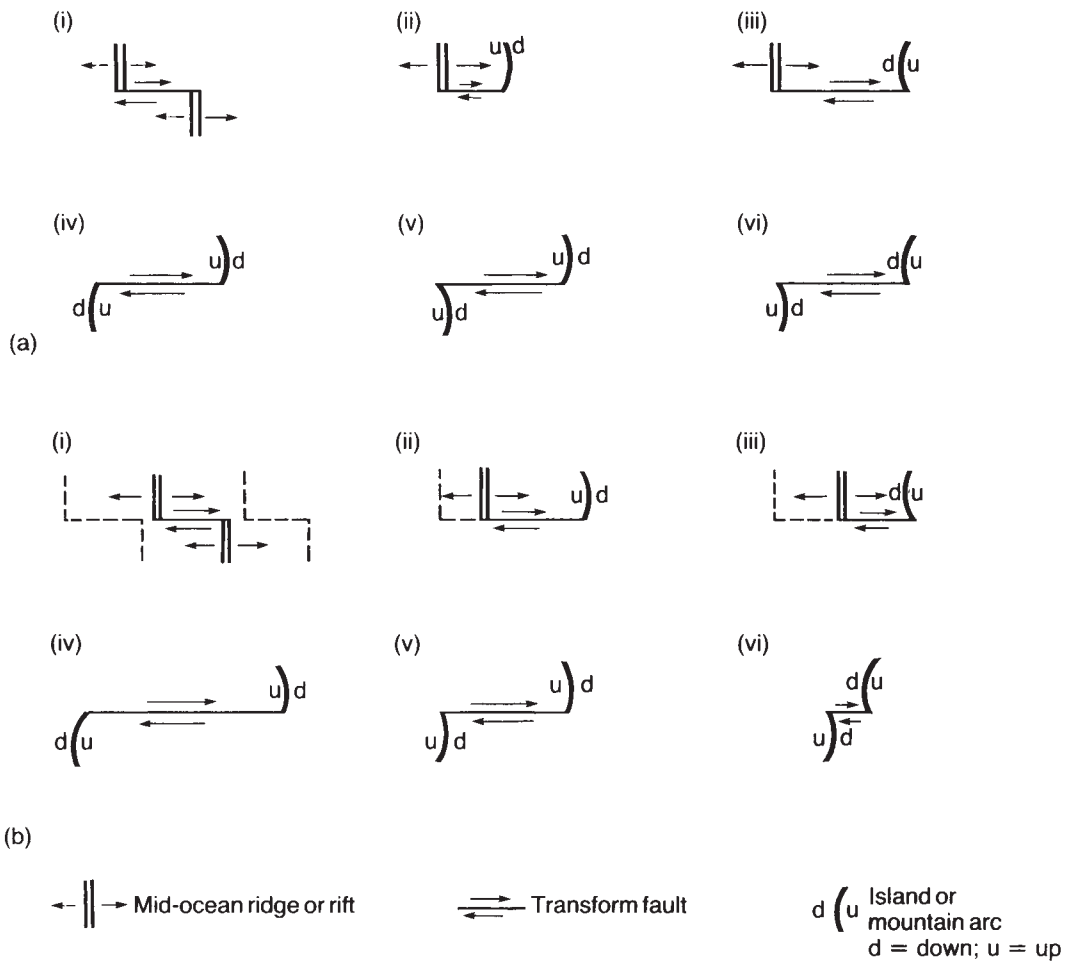 (i)
(ii)
(iii)
u d
d u
(iv)
(v)
(vi)
u d
u d
d u
d u
u d
u d
(a)
(i)
(ii)
(iii)
u d
d u
(iv)
(v)
(vi)
u d
u d
d u
d u
u d
u d
(b)
Mid-ocean ridge or rift
Transform fault
d u Island or
mountain arc
d = down; u = up